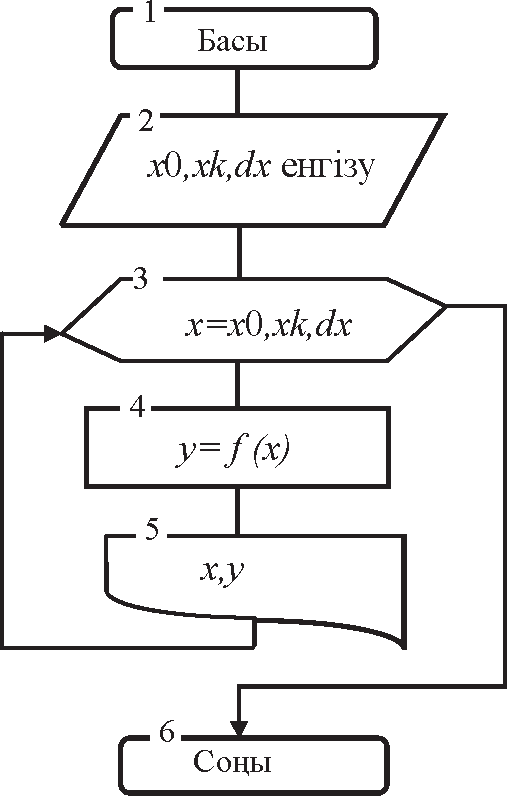 1
Басы
2
x0,xk,dx енгізу
3
x=x0,xk,dx
4
y= f (x)
5
x,y
6
Соңы